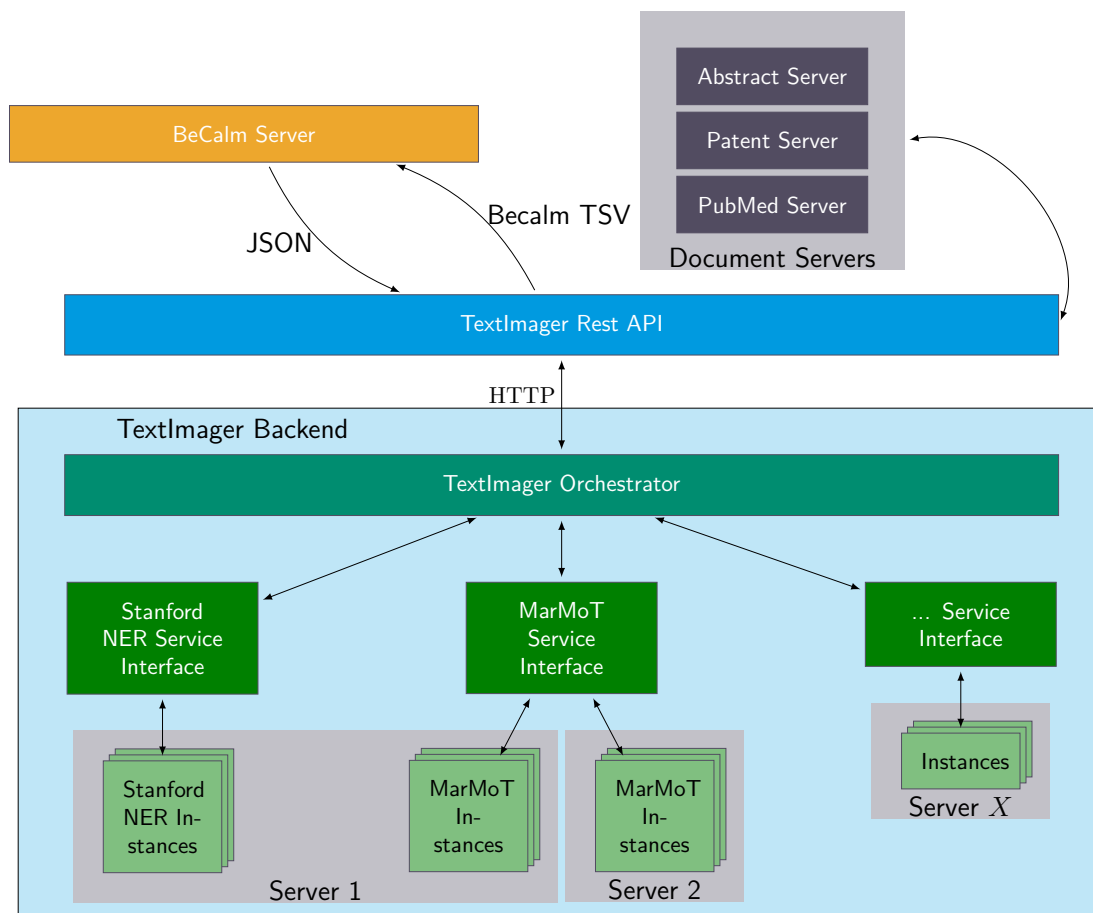 Abstract Server
BeCalm Server
Patent Server
PubMed Server
Becalm TSV
JSON
Document Servers
TextImager Rest API
HTTP
TextImager Backend
TextImager Orchestrator
Stanford
NER Service
Interface
MarMoT
Service
Interface
... Service
Interface
Stanford
NER In-
stances
MarMoT
In-
stances
MarMoT
In-
stances
Instances
Server X
Server 1
Server 2